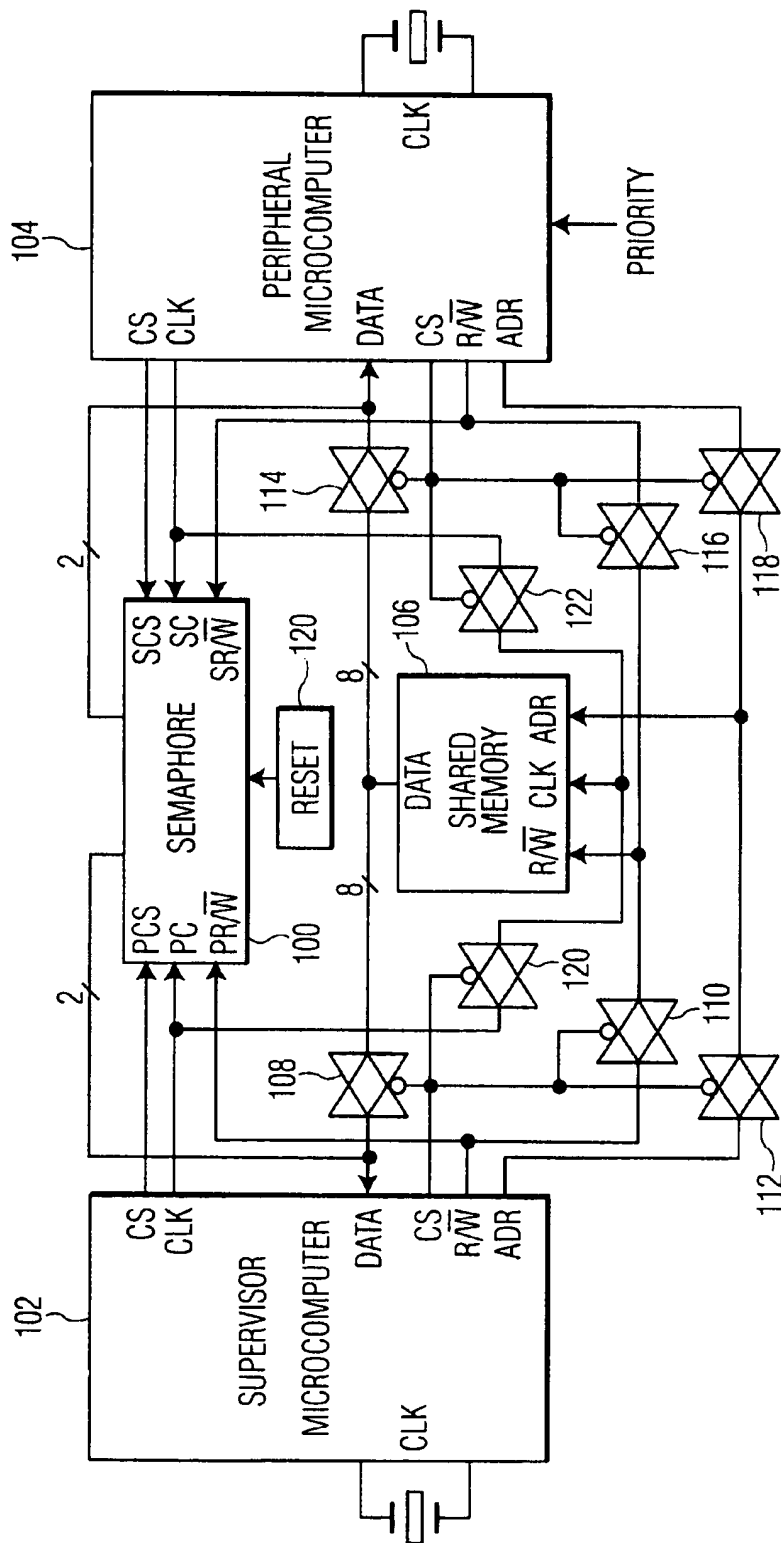 102
SUPERVISOR
MICROCOMPUTER
CLK
CS
CLK
DATA
CS
R/W̅
ADR
2
PCS
PC
PR/W̅
SEMAPHORE
SCS
SC
SR/W̅
100
RESET
120
2
108
8
8
114
106
DATA
SHARED
MEMORY
R/W̅
CLK
ADR
120
122
110
116
112
118
104
PERIPHERAL
MICROCOMPUTER
CS
CLK
DATA
CS
R/W̅
ADR
CLK
PRIORITY